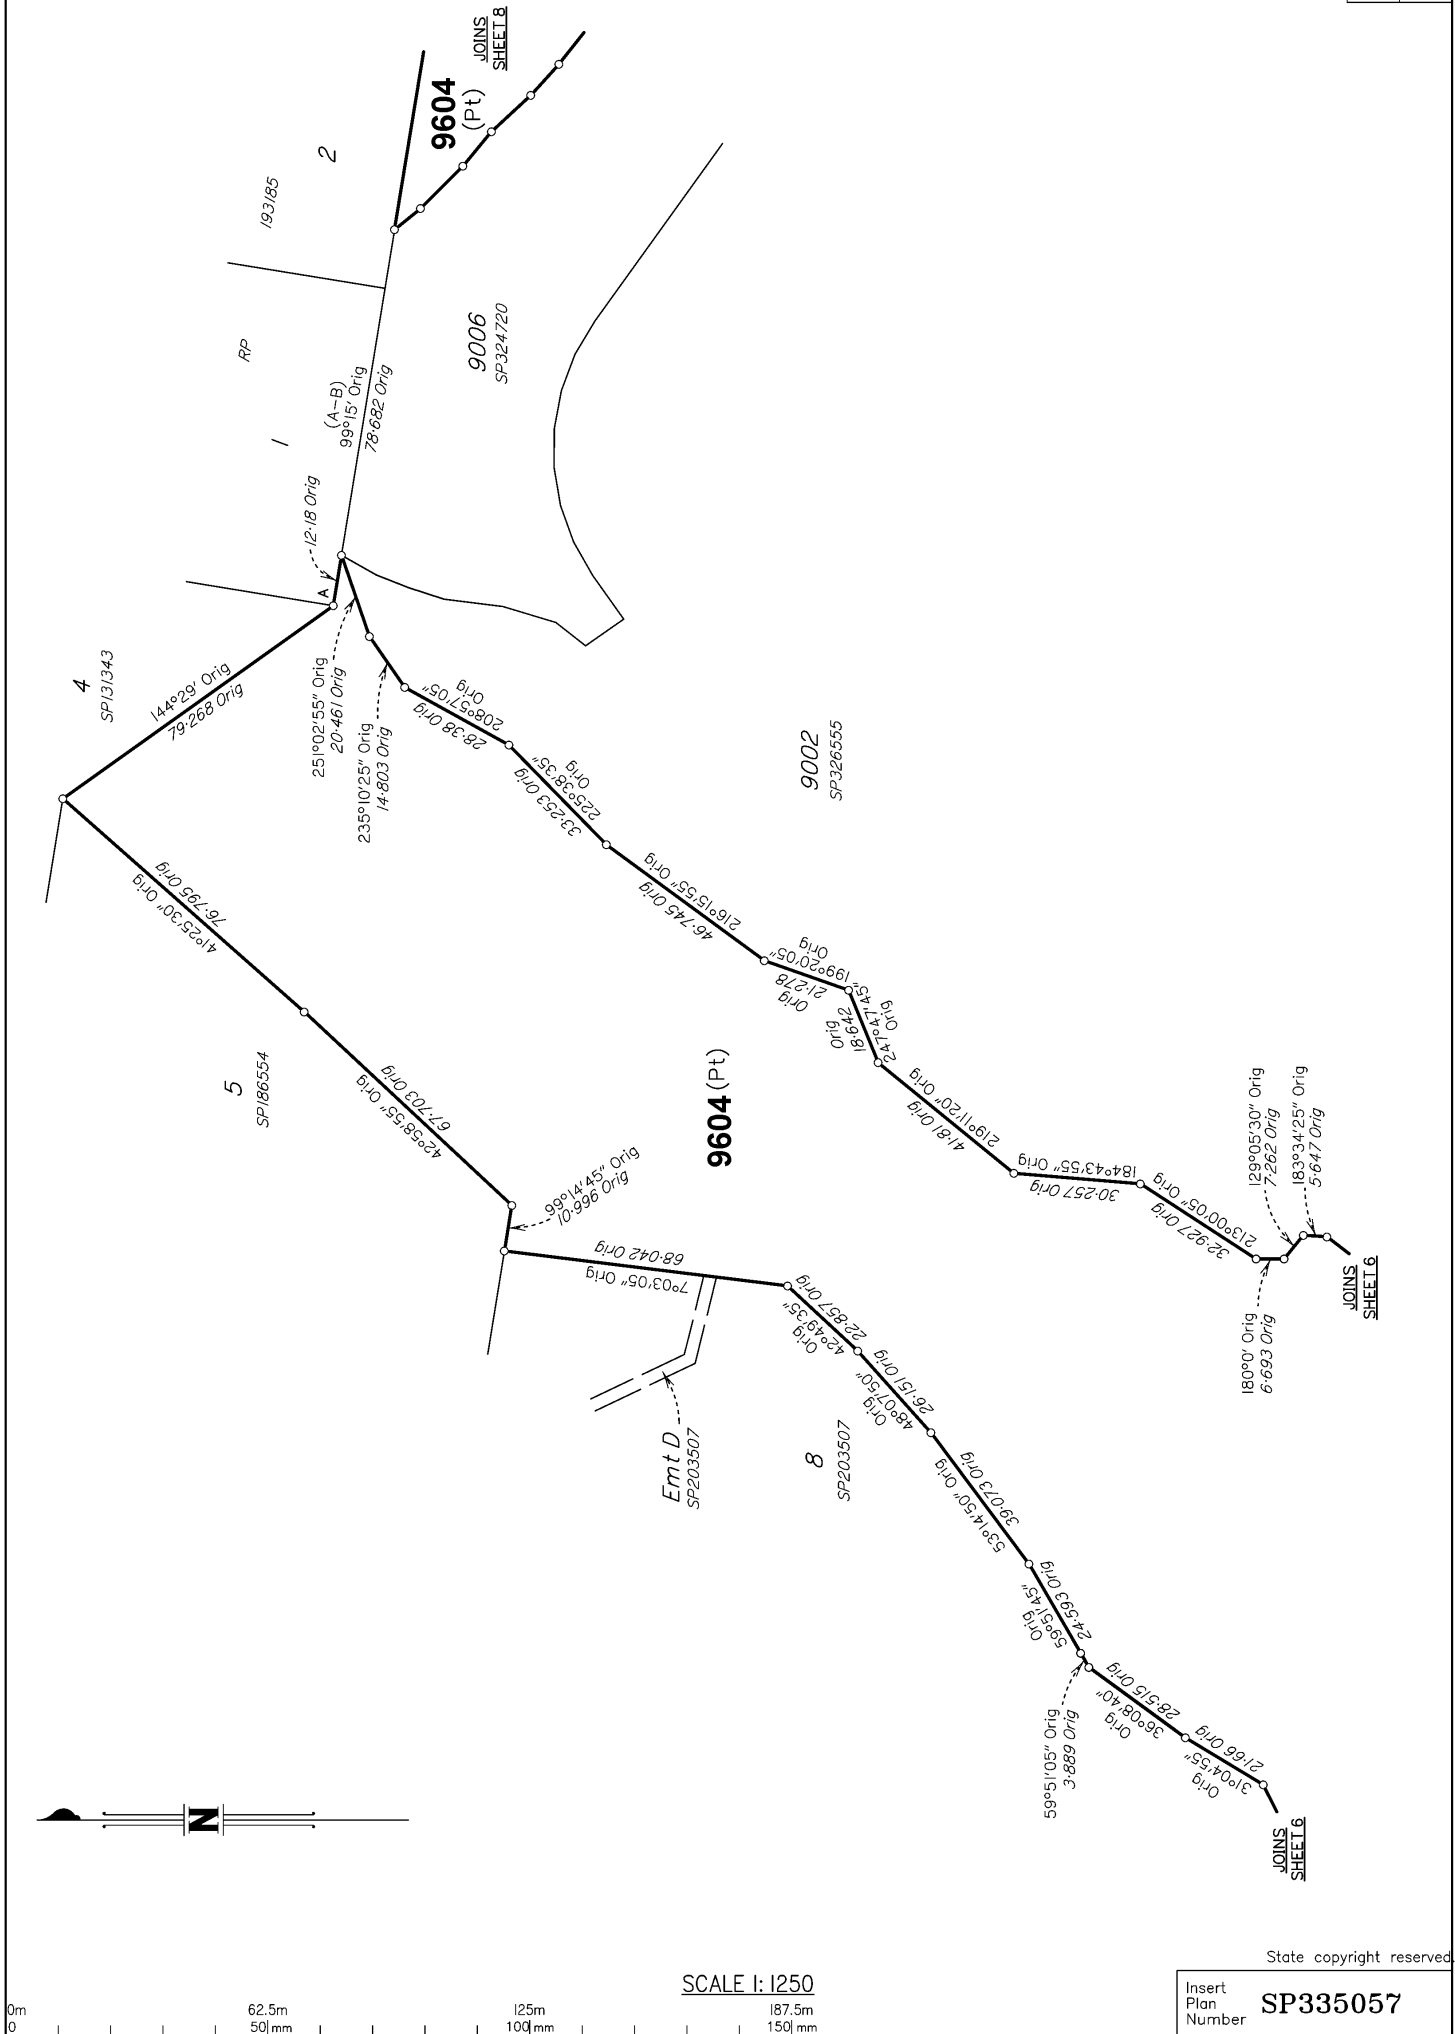 JOINS
SHEET 8
9604
(Pt)
2
193185
RP
1
9006
SP324720
(A-B)
99°15' Orig
78·682 Orig
12·18 Orig
A
4
SP131343
144°29' Orig
79·268 Orig
251°02'55" Orig
20·461 Orig
235°10'25" Orig
14·803 Orig
208°57'05"
Orig
28·38 Orig
225°38'35"
Orig
33·253 Orig
216°15'55" Orig
46·745 Orig
199°20'05"
Orig
21·278
Orig
247°47'45"
Orig
18·642
Orig
219°11'20" Orig
41·81 Orig
184°43'55" Orig
30·257 Orig
213°00'05" Orig
32·927 Orig
180°0' Orig
6·693 Orig
129°05'30" Orig
7·262 Orig
183°34'25" Orig
5·647 Orig
JOINS
SHEET 6
9002
SP326555
41°25'30" Orig
76·795 Orig
5
SP186554
42°58'55" Orig
67·703 Orig
99°14'45" Orig
10·996 Orig
9604 (Pt)
7°03'05" Orig
68·042 Orig
Emt D
SP203507
42°49'35"
Orig
22·857 Orig
48°07'50"
Orig
26·151 Orig
8
SP203507
53°14'50" Orig
39·073 Orig
59°51'45"
Orig
24·593 Orig
59°51'05" Orig
3·889 Orig
36°08'40"
Orig
28·515 Orig
31°04'55"
Orig
21·66 Orig
JOINS
SHEET 6
N
State copyright reserved.
SCALE 1: 1250
0m 62.5m 125m 187.5m
0 50 mm 100 mm 150 mm
Insert
Plan
Number
SP335057